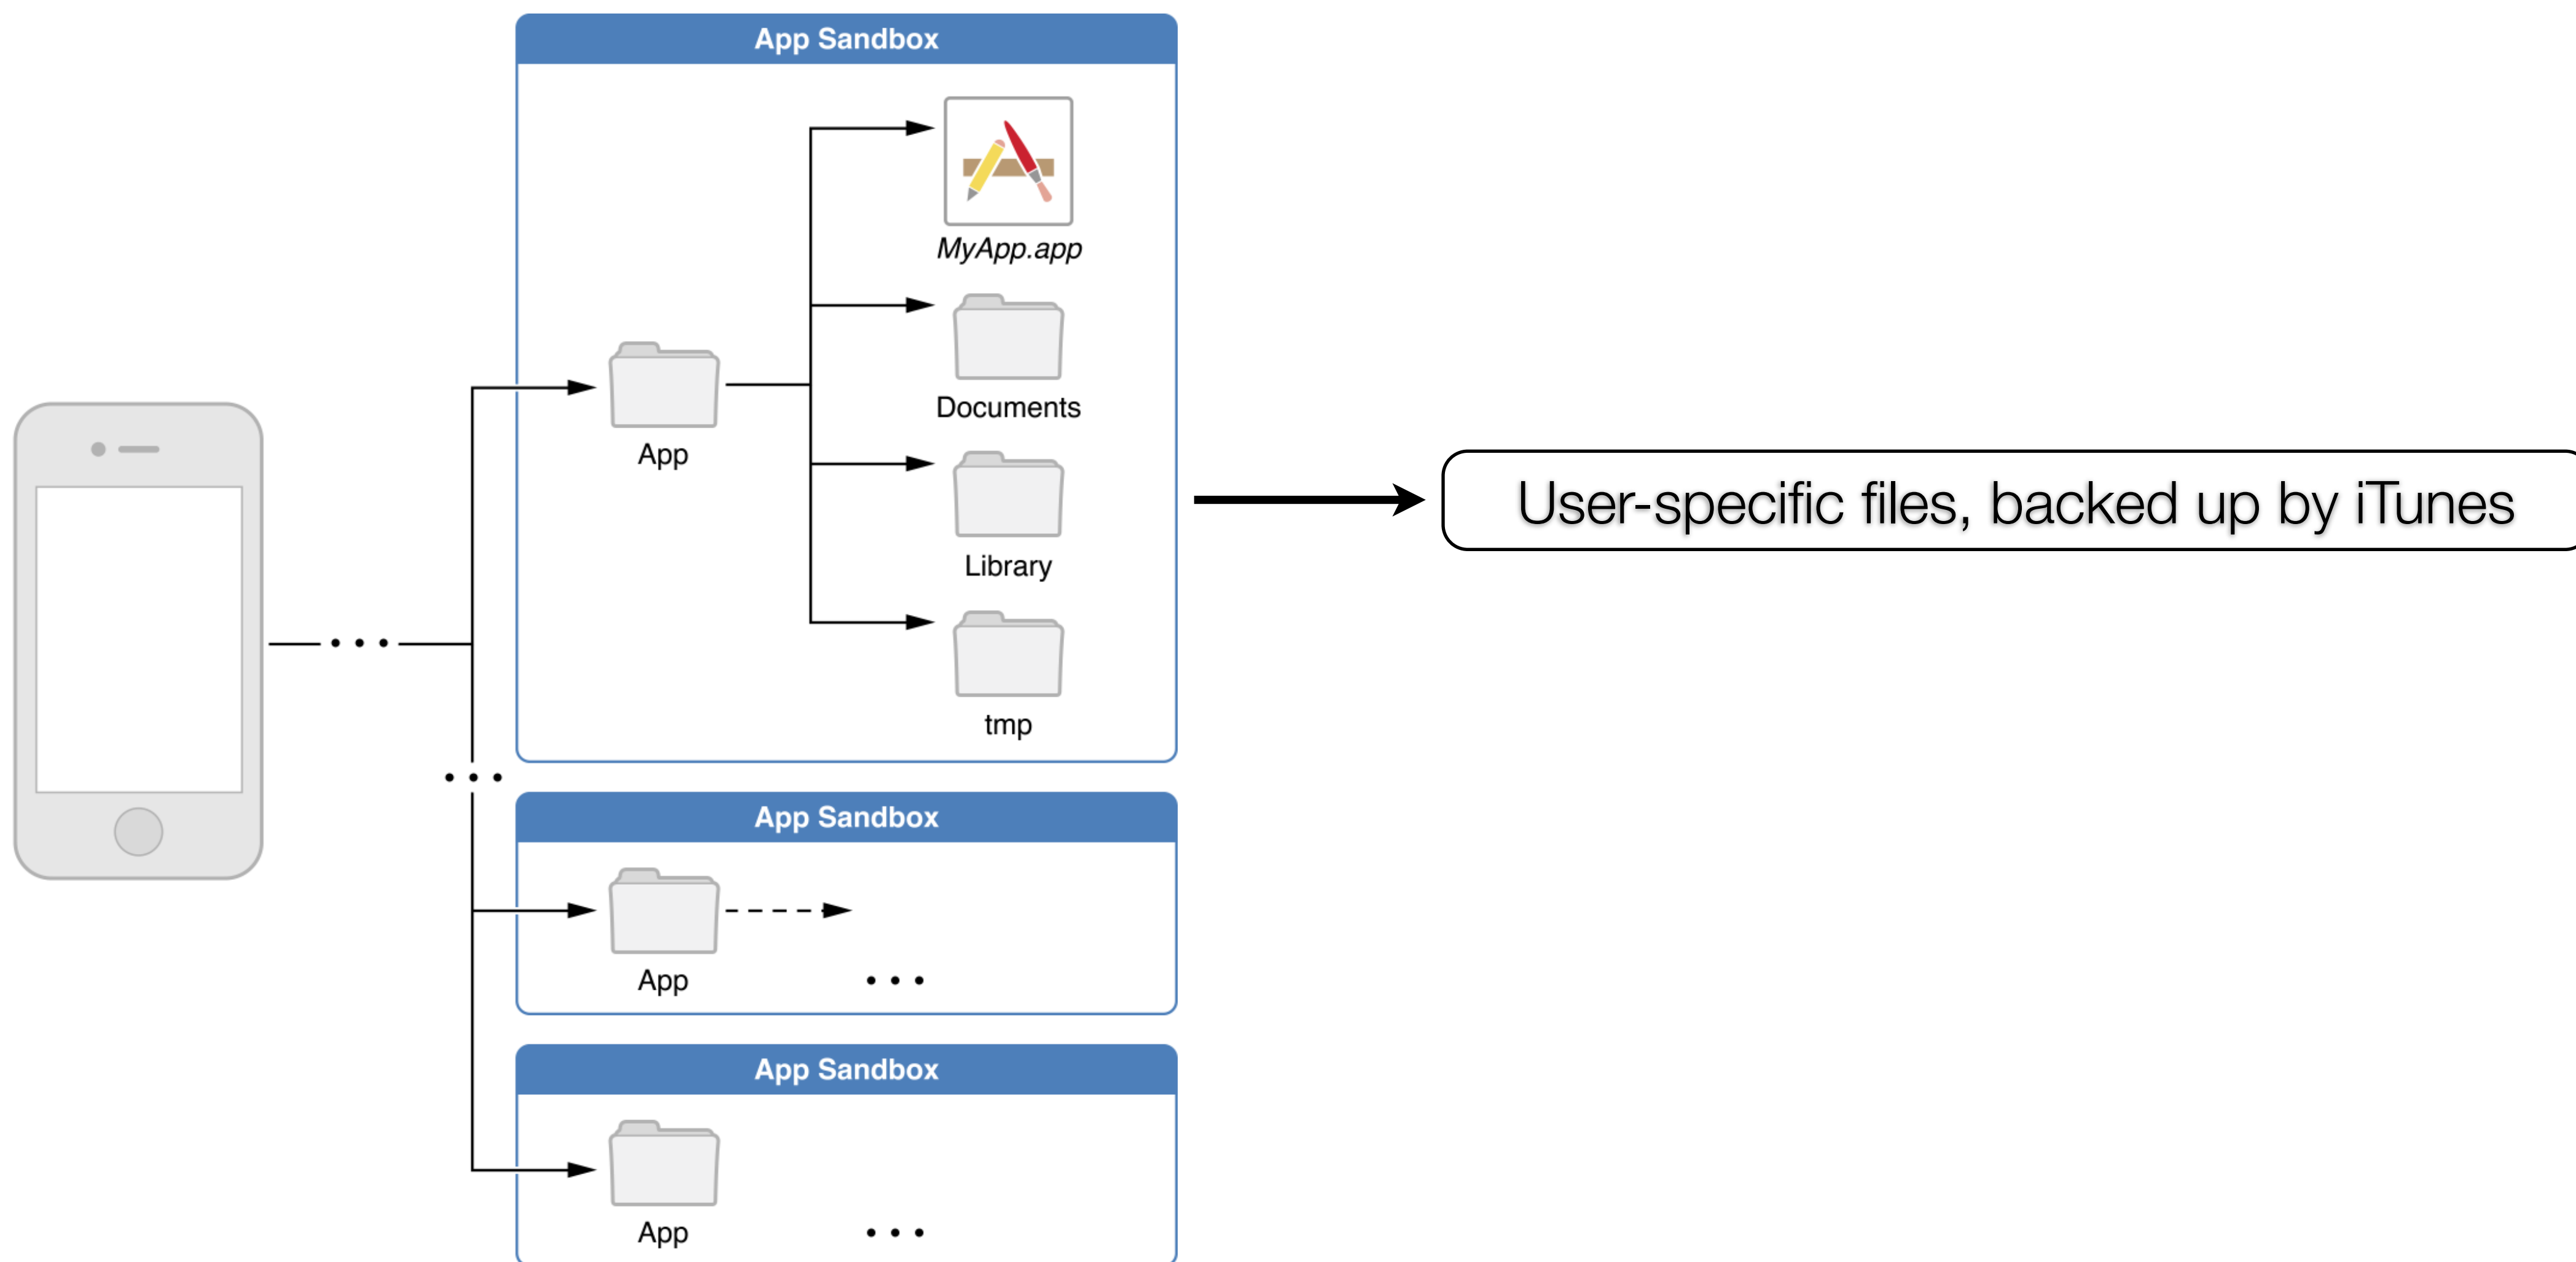 App Sandbox
MyApp.app
Documents
App
Library
User-specific files, backed up by iTunes
tmp
App Sandbox
App
App Sandbox
App